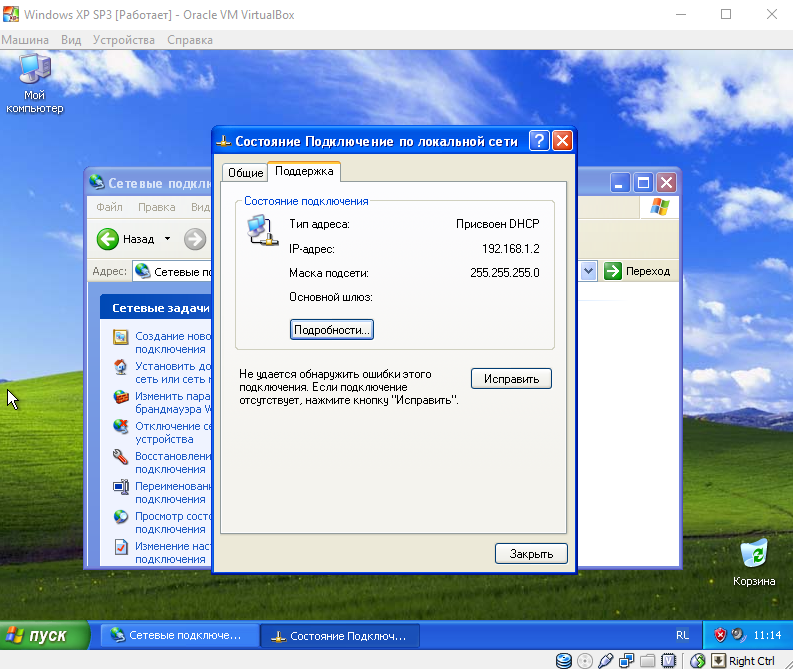 Windows XP SP3 [Работает] - Oracle VM VirtualBox
Машина Вид Устройства Справка
Мой
компьютер
Состояние Подключение по локальной сети
Общие Поддержка
Состояние подключения
Тип адреса: Присвоен DHCP
IP-адрес: 192.168.1.2
Маска подсети: 255.255.255.0
Основной шлюз:
Подробности...
Не удается обнаружить ошибки этого
подключения. Если подключение
отсутствует, нажмите кнопку "Исправить".
Исправить
Закрыть
Сетевые подкл
Файл Правка Вид
Назад
Адрес: Сетевые по
Переход
Сетевые задачи
Создание ново
подключения
Установить до
сеть или сеть
Изменить пара
брандмауэра W
Отключение се
устройства
Восстановлени
подключения
Переименован
подключения
Просмотр состо
подключения
Изменение нас
подключения
Корзина
пуск
Сетевые подключе...
Состояние Подключ...
RL
11:14
Right Ctrl